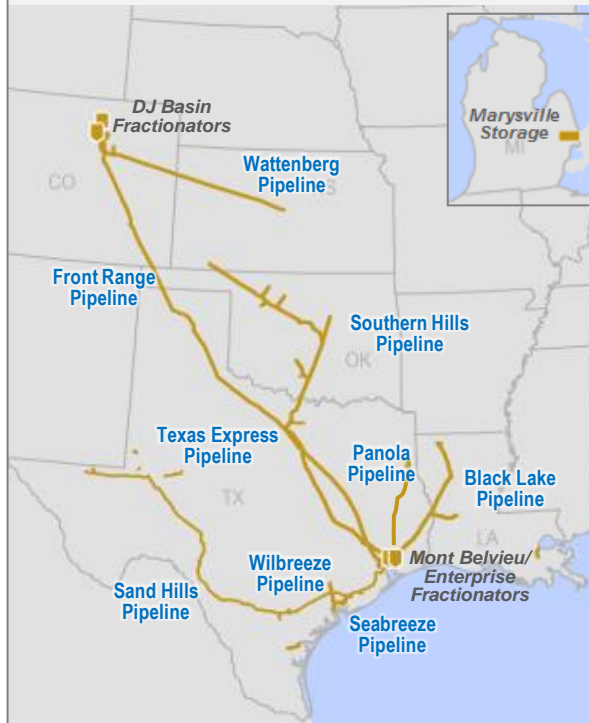 DJ Basin
Fractionators
Marysville
Storage
MI
CO
Wattenberg
Pipeline
S
Front Range
Pipeline
Southern Hills
Pipeline
OK
Texas Express
Pipeline
Panola
Pipeline
Black Lake
Pipeline
TX
LA
Wilbreeze
Pipeline
Mont Belvieu/
Enterprise
Fractionators
Sand Hills
Pipeline
Seabreeze
Pipeline